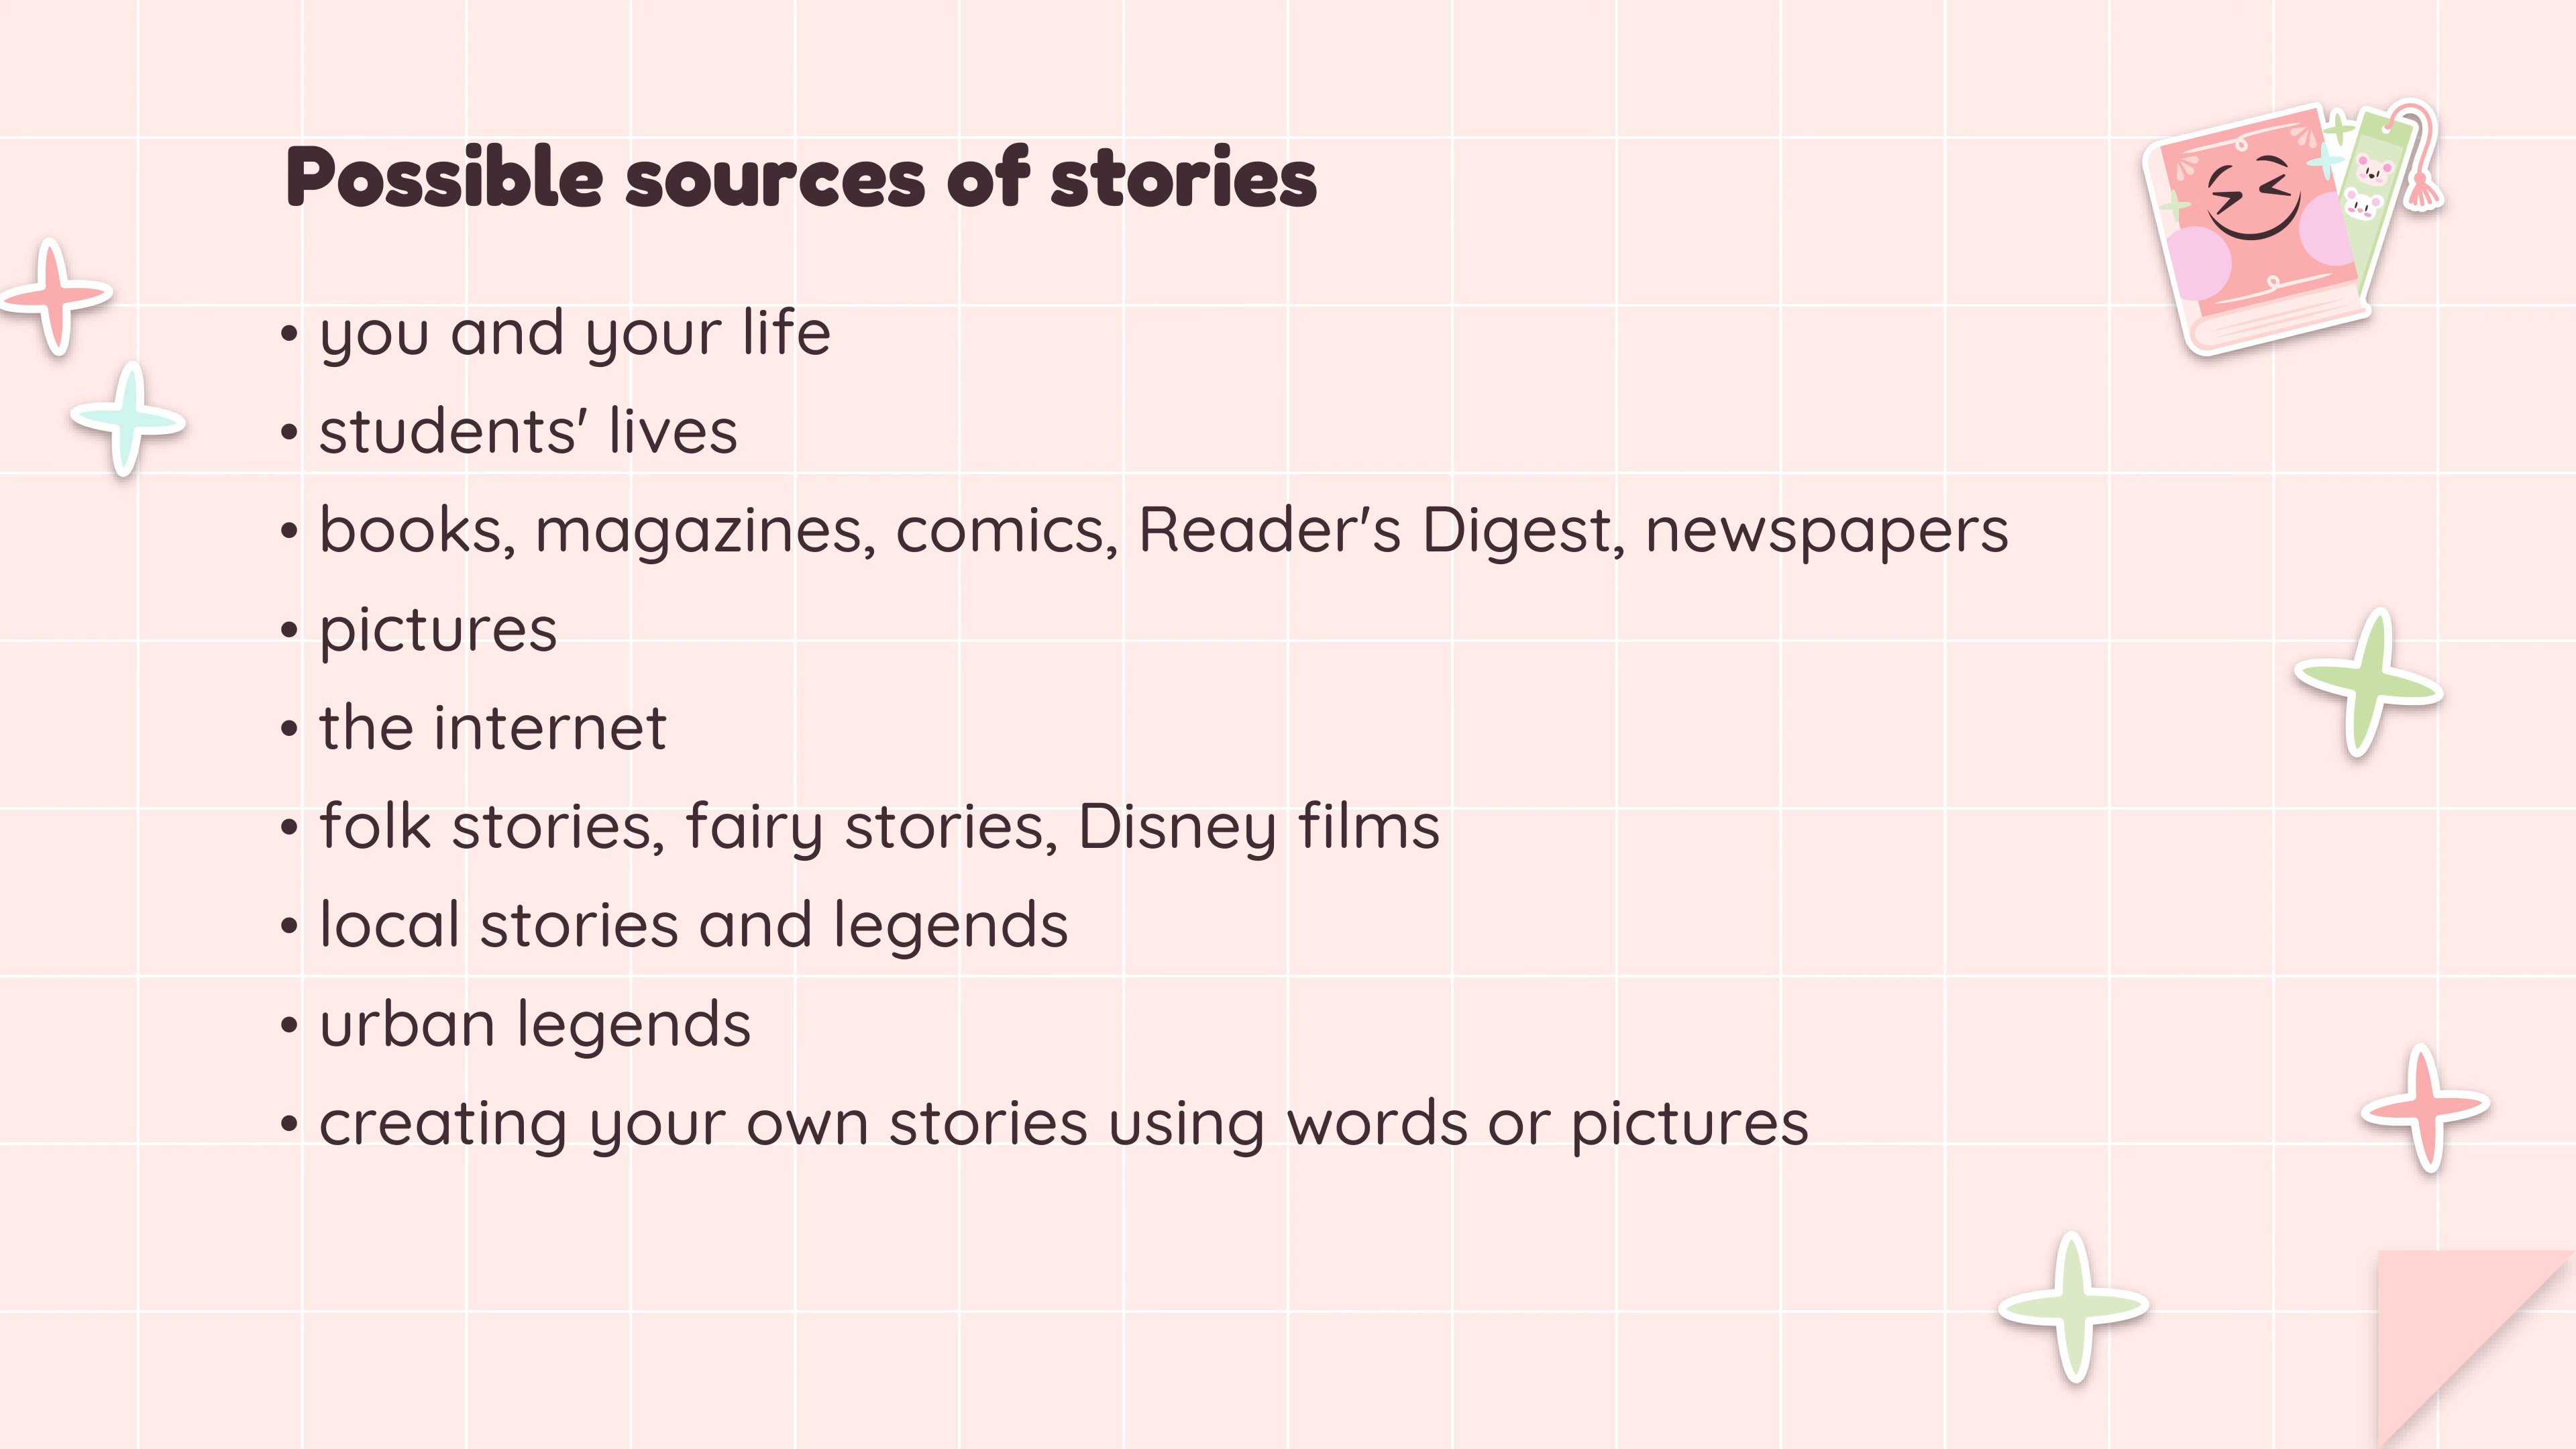 Possible sources of stories
• you and your life
• students' lives
• books, magazines, comics, Reader's Digest, newspapers
• pictures
• the internet
• folk stories, fairy stories, Disney films
• local stories and legends
• urban legends
• creating your own stories using words or pictures